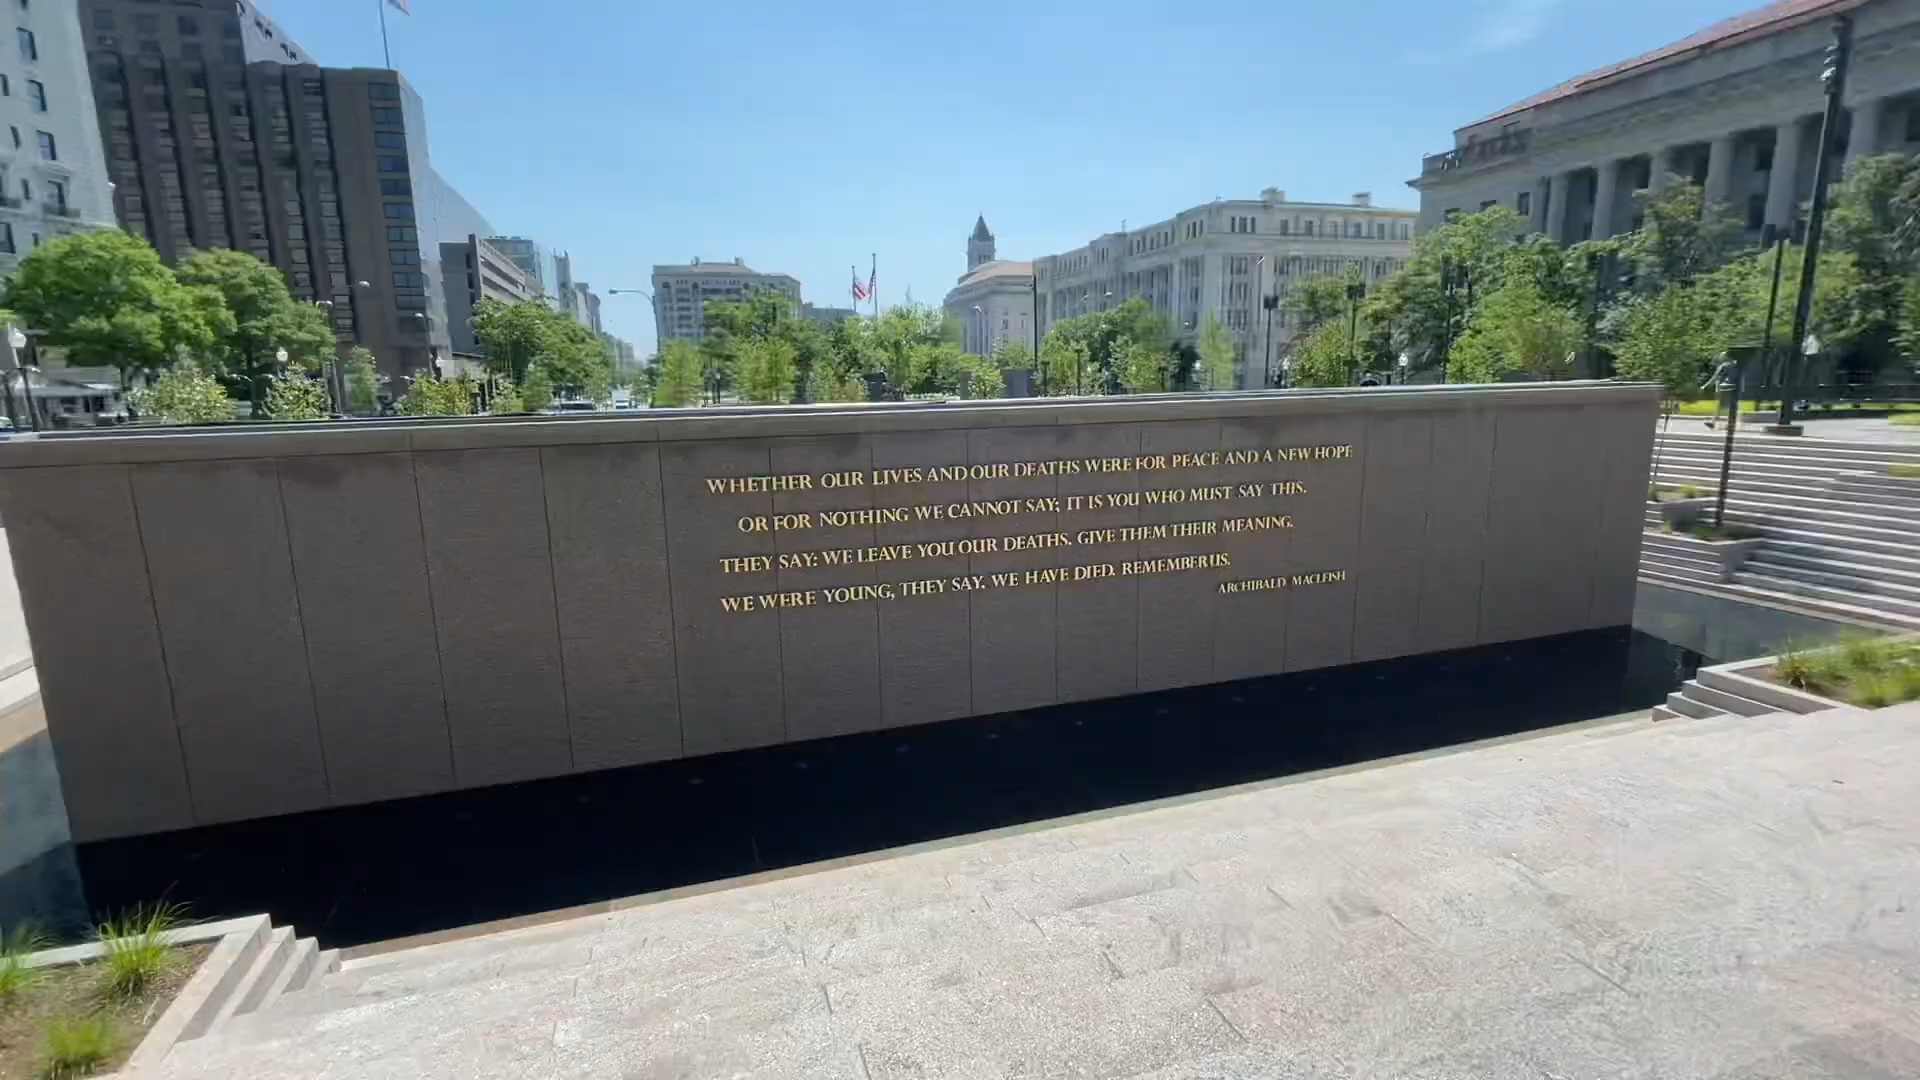 WHETHER OUR LIVES AND OUR DEATHS WERE FOR PEACE AND A NEW HOPE
OR FOR NOTHING WE CANNOT SAY; IT IS YOU WHO MUST SAY THIS.
THEY SAY: WE LEAVE YOU OUR DEATHS. GIVE THEM THEIR MEANING.
WE WERE YOUNG, THEY SAY. WE HAVE DIED. REMEMBER US.
ARCHIBALD MACLEISH